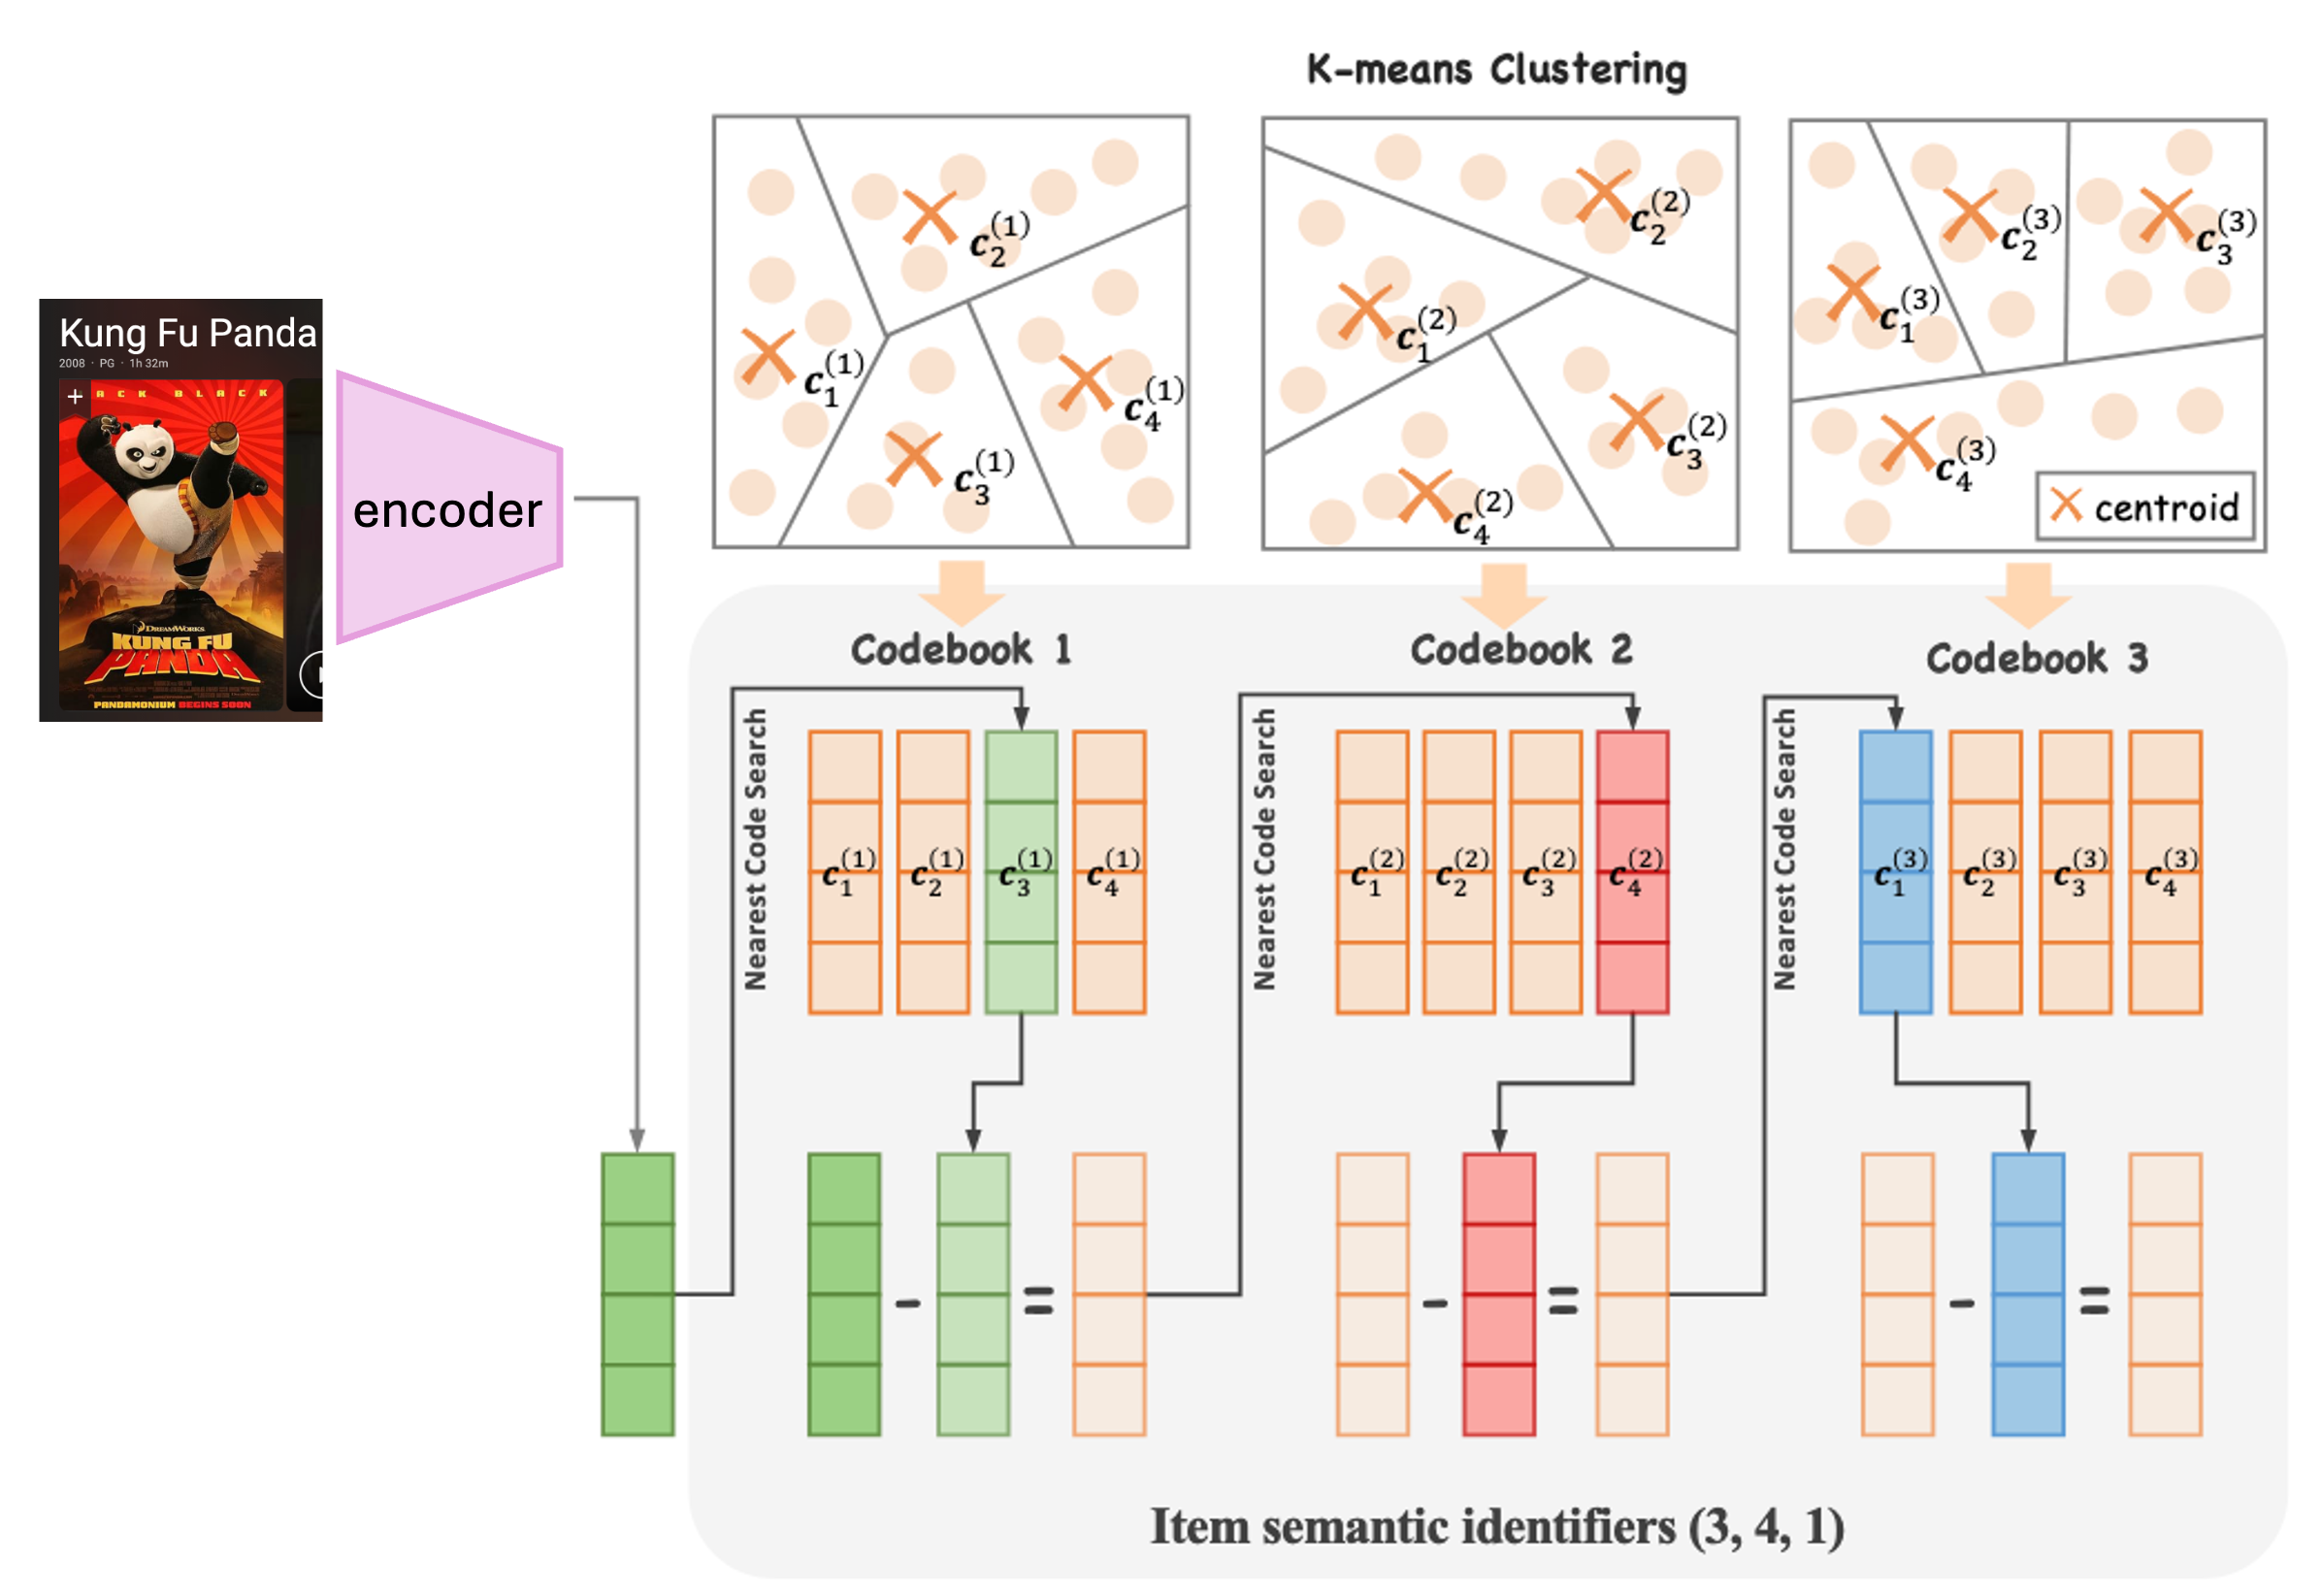 K-means Clustering
Kung Fu Panda
2008 · PG · 1h 32m
+ ACK BLACK
DREAMWORKS
KUNG FU
PANDA
PANDAMONIUM BEGINS SOON
encoder
c_1^(1)
c_2^(1)
c_3^(1)
c_4^(1)
c_1^(2)
c_2^(2)
c_3^(2)
c_4^(2)
c_1^(3)
c_2^(3)
c_3^(3)
c_4^(3)
centroid
Codebook 1
Codebook 2
Codebook 3
Nearest Code Search
c_1^(1) c_2^(1) c_3^(1) c_4^(1)
Nearest Code Search
c_1^(2) c_2^(2) c_3^(2) c_4^(2)
Nearest Code Search
c_1^(3) c_2^(3) c_3^(3) c_4^(3)
- =
- =
- =
Item semantic identifiers (3, 4, 1)